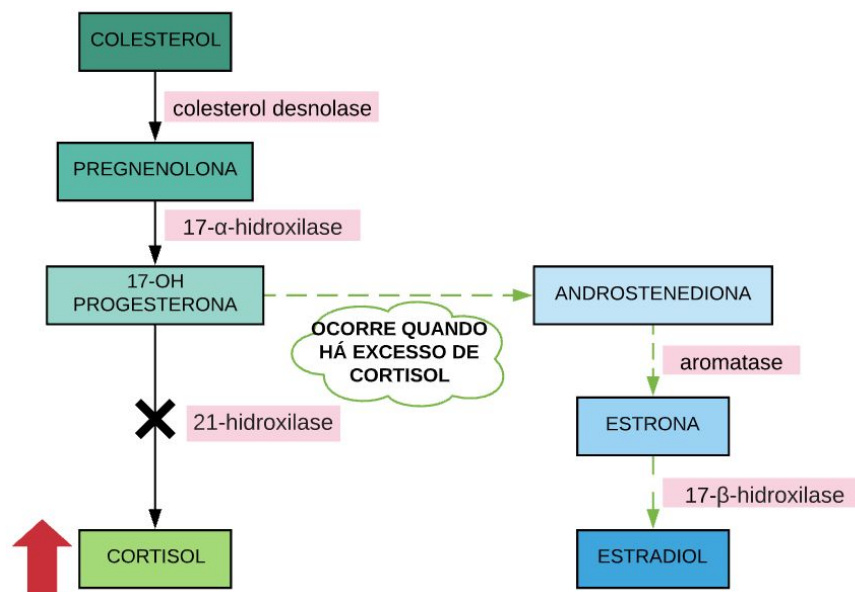 COLESTEROL
colesterol desnolase
PREGNENOLONA
17-α-hidroxilase
17-OH
PROGESTERONA
ANDROSTENEDIONA
OCORRE QUANDO
HÁ EXCESSO DE
CORTISOL
aromatase
21-hidroxilase
ESTRONA
17-β-hidroxilase
CORTISOL
ESTRADIOL